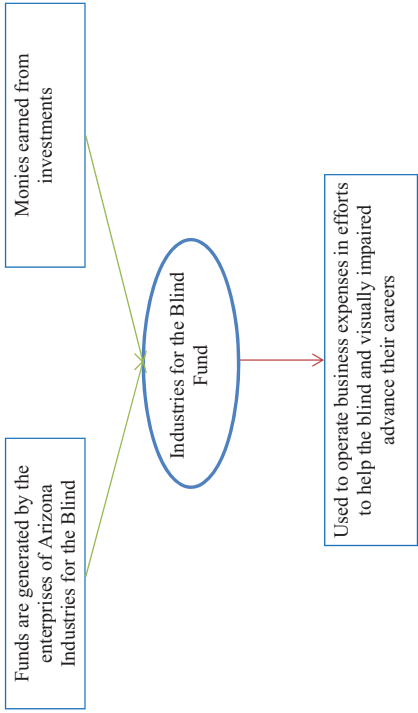 Funds are generated by the
enterprises of Arizona
Industries for the Blind
Monies earned from
investments
Industries for the Blind
Fund
Used to operate business expenses in efforts
to help the blind and visually impaired
advance their careers